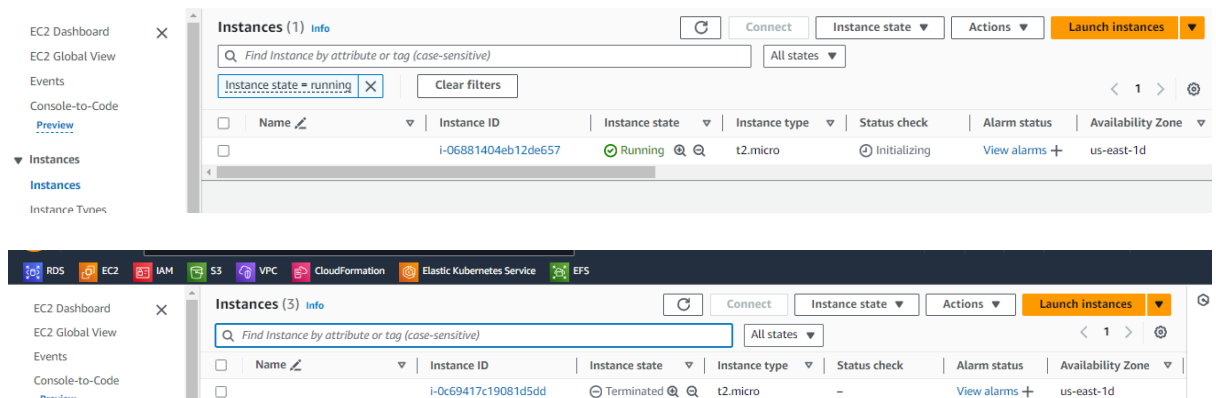 EC2 Dashboard
EC2 Global View
Events
Console-to-Code
Preview
Instances
Instances
Instance Types
Instances (1) Info
Connect Instance state Actions Launch instances
Find Instance by attribute or tag (case-sensitive) All states
Instance state = running Clear filters
1
Name Instance ID Instance state Instance type Status check Alarm status Availability Zone
i-06881404eb12de657 Running t2.micro Initializing View alarms us-east-1d
RDS EC2 IAM S3 VPC CloudFormation Elastic Kubernetes Service EFS
EC2 Dashboard
EC2 Global View
Events
Console-to-Code
Preview
Instances (3) Info
Connect Instance state Actions Launch instances
Find Instance by attribute or tag (case-sensitive) All states
1
Name Instance ID Instance state Instance type Status check Alarm status Availability Zone
i-0c69417c19081d5dd Terminated t2.micro – View alarms us-east-1d